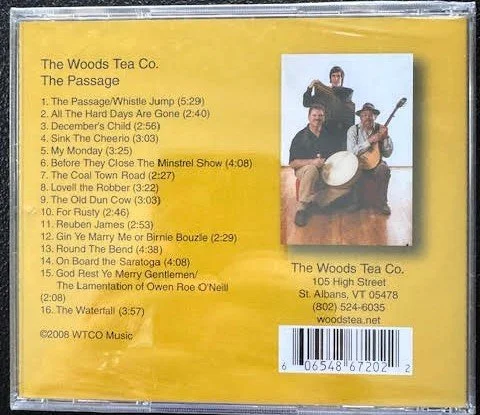 The Woods Tea Co.
The Passage
1. The Passage/Whistle Jump (5:29)
2. All The Hard Days Are Gone (2:40)
3. December's Child (2:56)
4. Sink The Cheerio (3:03)
5. My Monday (3:25)
6. Before They Close The Minstrel Show (4:08)
7. The Coal Town Road (2:27)
8. Lovell the Robber (3:22)
9. The Old Dun Cow (3:03)
10. For Rusty (2:46)
11. Reuben James (2:53)
12. Gin Ye Marry Me or Birnie Bouzle (2:29)
13. Round The Bend (4:38)
14. On Board the Saratoga (4:08)
15. God Rest Ye Merry Gentlemen/
The Lamentation of Owen Roe O'Neill
(2:08)
16. The Waterfall (3:57)
©2008 WTCO Music
The Woods Tea Co.
105 High Street
St. Albans, VT 05478
(802) 524-6035
woodstea.net
6 06548 67202 2